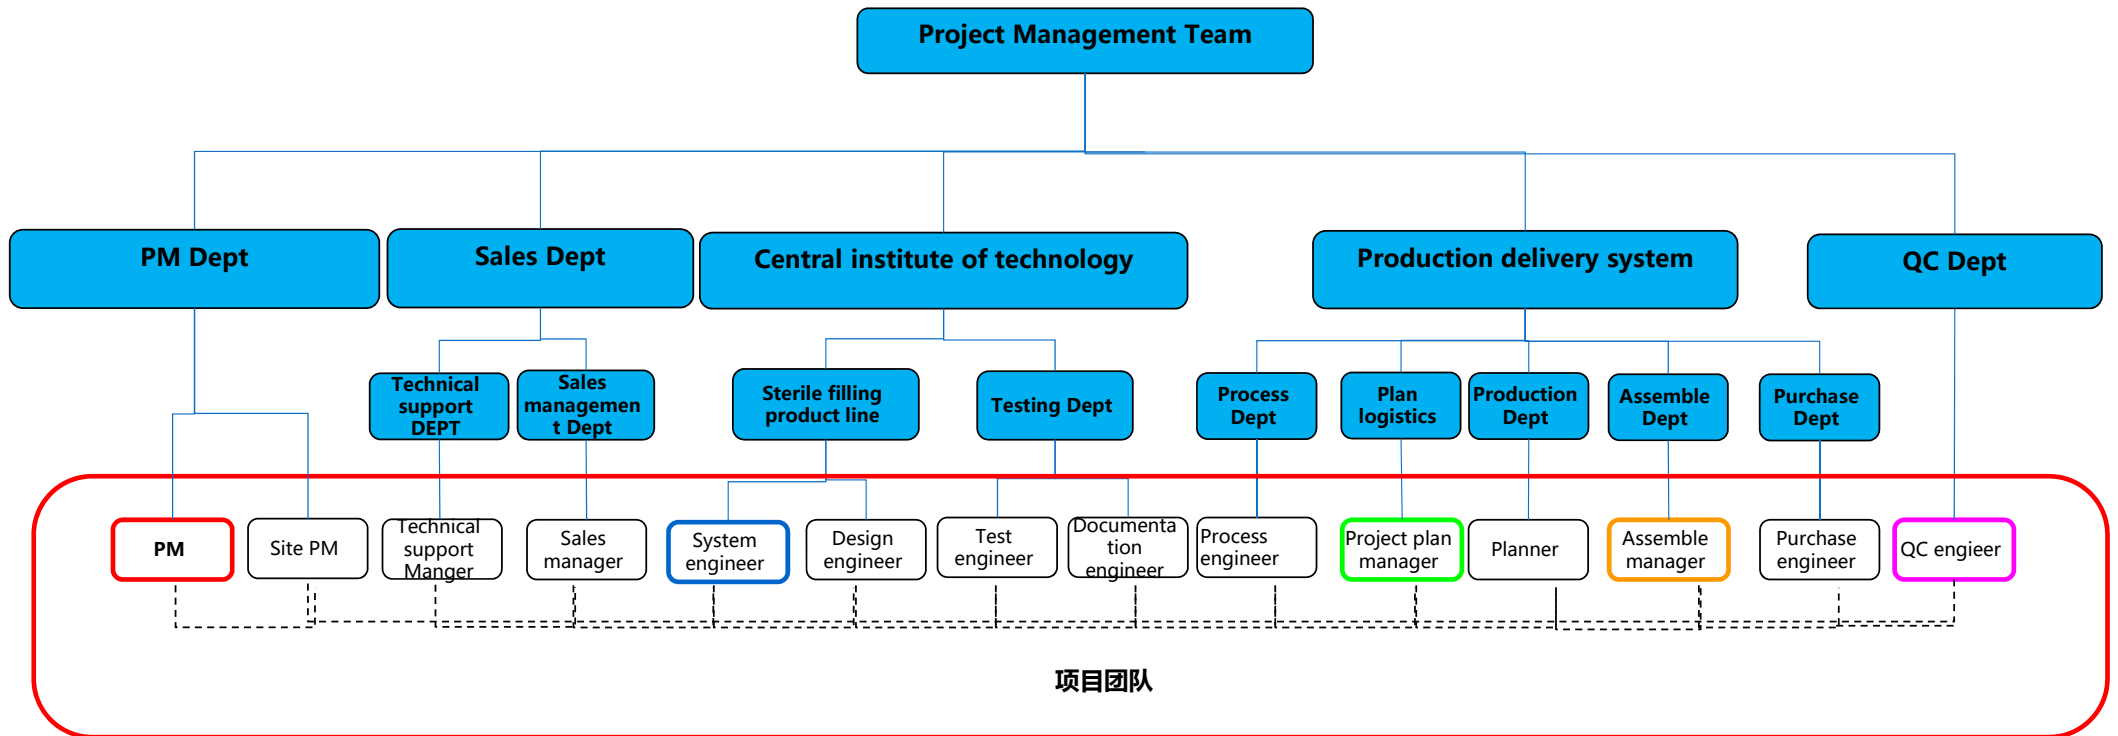 Project Management Team
PM Dept
Sales Dept
Central institute of technology
Production delivery system
QC Dept
Technical
support
DEPT
Sales
managemen
t Dept
Sterile filling
product line
Testing Dept
Process
Dept
Plan
logistics
Production
Dept
Assemble
Dept
Purchase
Dept
PM
Site PM
Technical
support
Manger
Sales
manager
System
engineer
Design
engineer
Test
engineer
Documenta
tion
engineer
Process
engineer
Project plan
manager
Planner
Assemble
manager
Purchase
engineer
QC engieer
项目团队